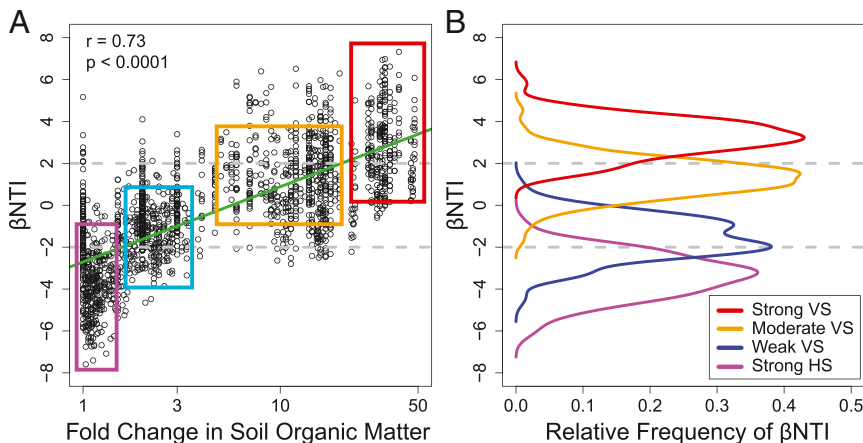 A
r = 0.73
p < 0.0001
βNTI
8
6
4
2
0
-2
-4
-6
-8
1
3
10
50
Fold Change in Soil Organic Matter
B
βNTI
8
6
4
2
0
-2
-4
-6
-8
Strong VS
Moderate VS
Weak VS
Strong HS
0.0
0.1
0.2
0.3
0.4
0.5
Relative Frequency of βNTI